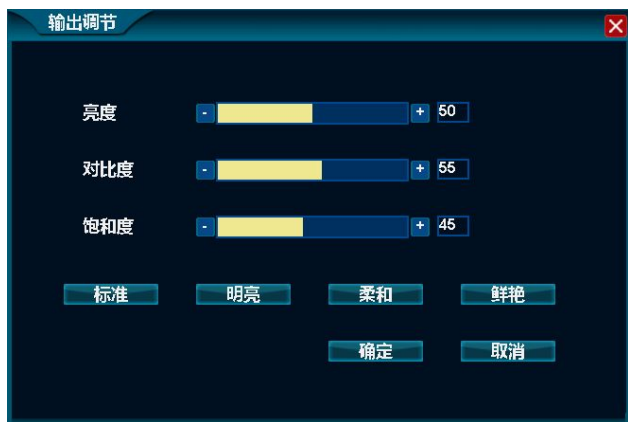 输出调节
亮度 - + 50
对比度 - + 55
饱和度 - + 45
标准 明亮 柔和 鲜艳
确定 取消